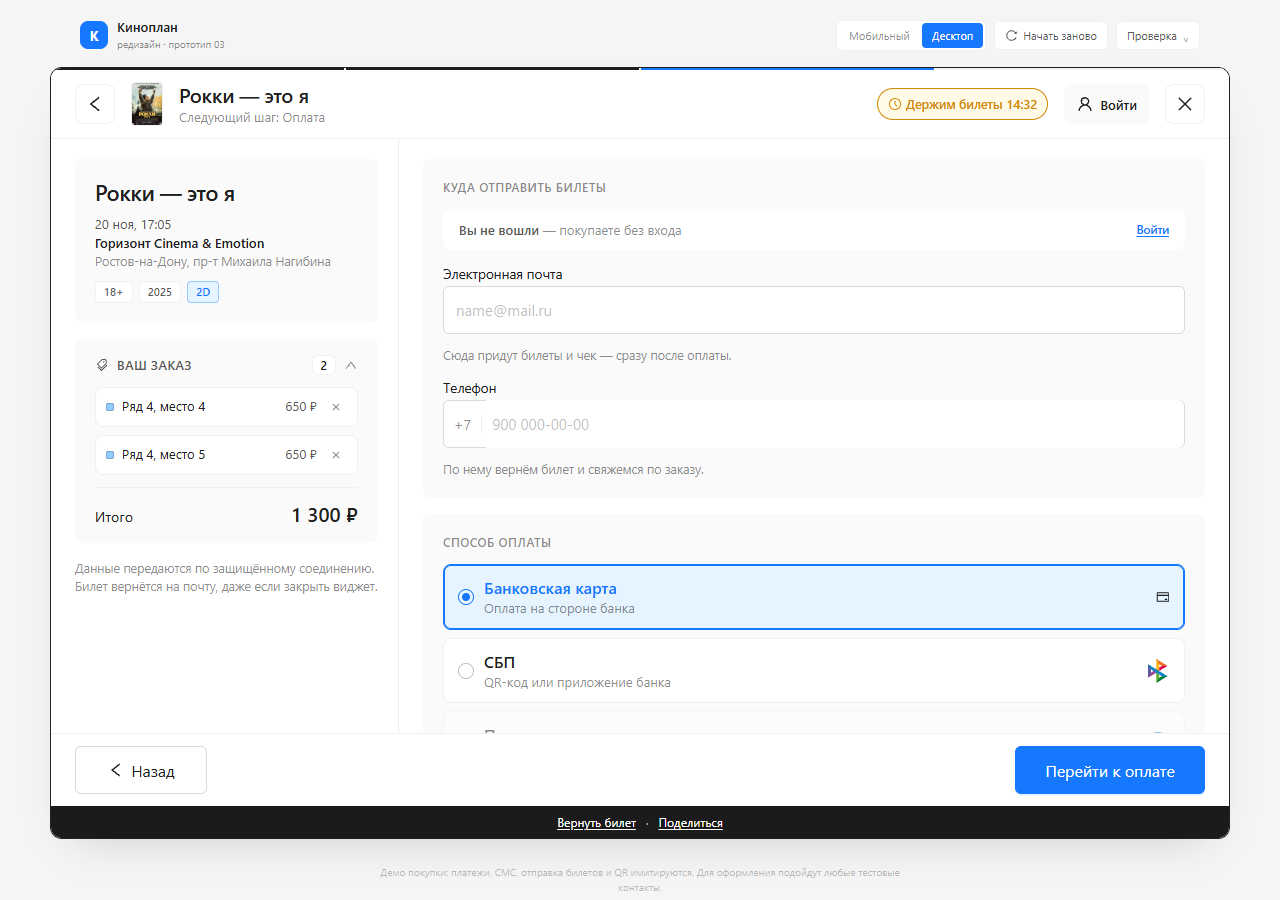 K
Киноплан
редизайн · прототип 03
Мобильный
Десктоп
Начать заново
Проверка
Рокки — это я
Следующий шаг: Оплата
Держим билеты 14:32
Войти
Рокки — это я
20 ноя, 17:05
Горизонт Cinema & Emotion
Ростов-на-Дону, пр-т Михаила Нагибина
18+
2025
2D
ВАШ ЗАКАЗ
2
Ряд 4, место 4
650 ₽
×
Ряд 4, место 5
650 ₽
×
Итого
1 300 ₽
Данные передаются по защищённому соединению.
Билет вернётся на почту, даже если закрыть виджет.
КУДА ОТПРАВИТЬ БИЛЕТЫ
Вы не вошли — покупаете без входа
Войти
Электронная почта
name@mail.ru
Сюда придут билеты и чек — сразу после оплаты.
Телефон
+7
900 000-00-00
По нему вернём билет и свяжемся по заказу.
СПОСОБ ОПЛАТЫ
Банковская карта
Оплата на стороне банка
СБП
QR-код или приложение банка
Назад
Перейти к оплате
Вернуть билет · Поделиться
Демо покупки: платежи, СМС, отправка билетов и QR имитируются. Для оформления подойдут любые тестовые
контакты.